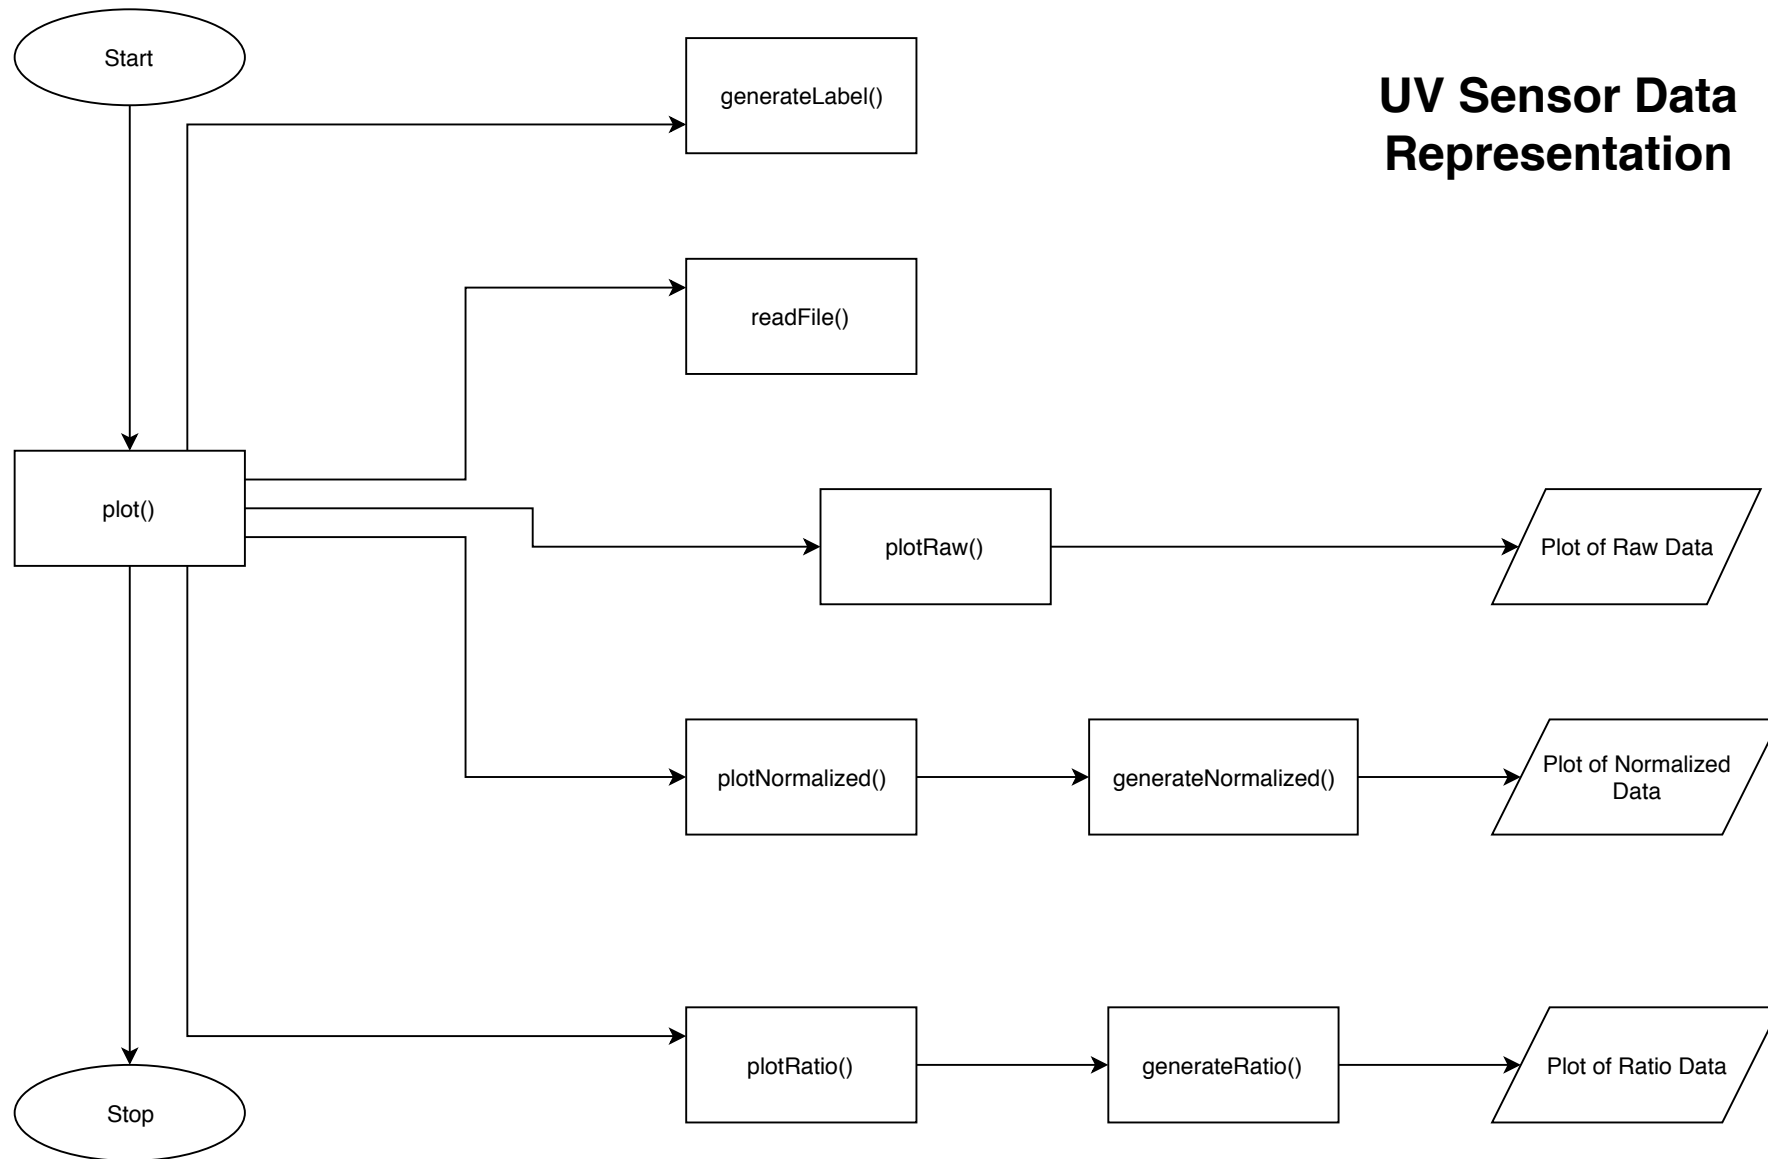 Start
generateLabel()
UV Sensor Data
Representation
readFile()
plot()
plotRaw()
Plot of Raw Data
plotNormalized()
generateNormalized()
Plot of Normalized
Data
plotRatio()
generateRatio()
Plot of Ratio Data
Stop